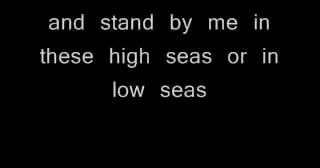 and stand by me in
these high seas or in
low seas